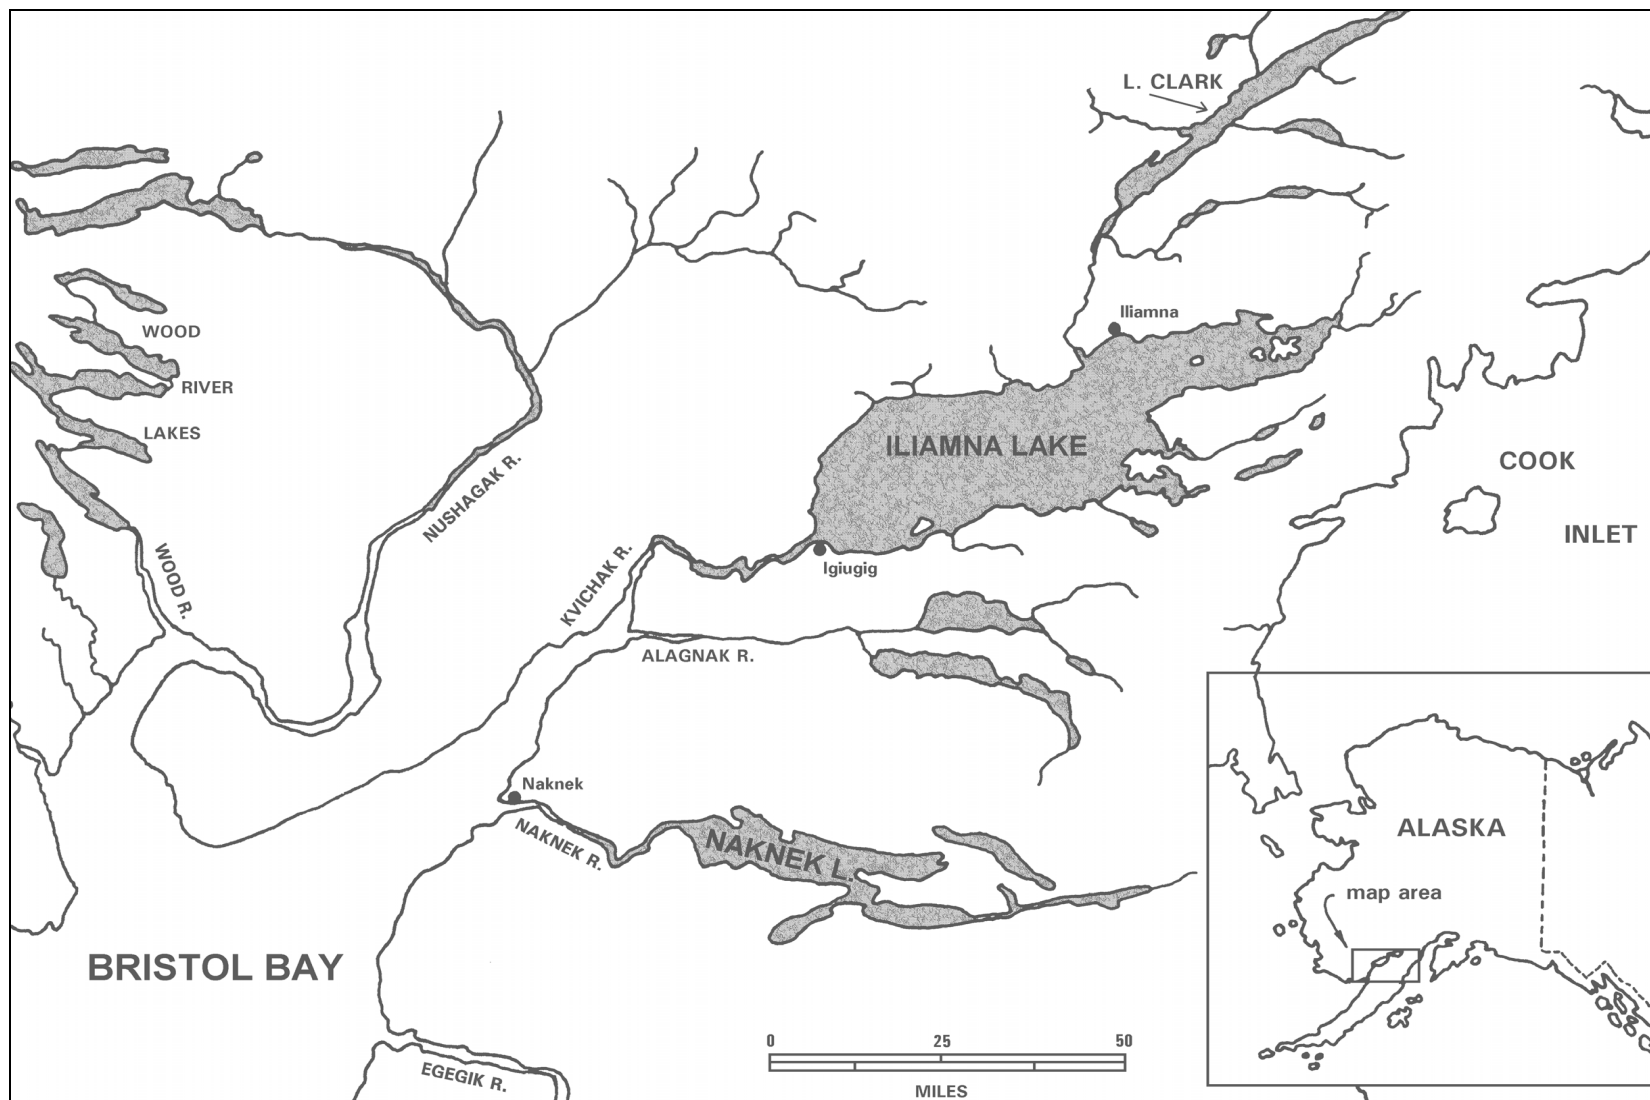 L. CLARK
Iliamna
WOOD
RIVER
LAKES
ILIAMNA LAKE
COOK
INLET
NUSHAGAK R.
WOOD R.
KVICHAK R.
Igiugig
ALAGNAK R.
Naknek
NAKNEK R.
NAKNEK L.
ALASKA
map area
BRISTOL BAY
EGEGIK R.
0 25 50
MILES